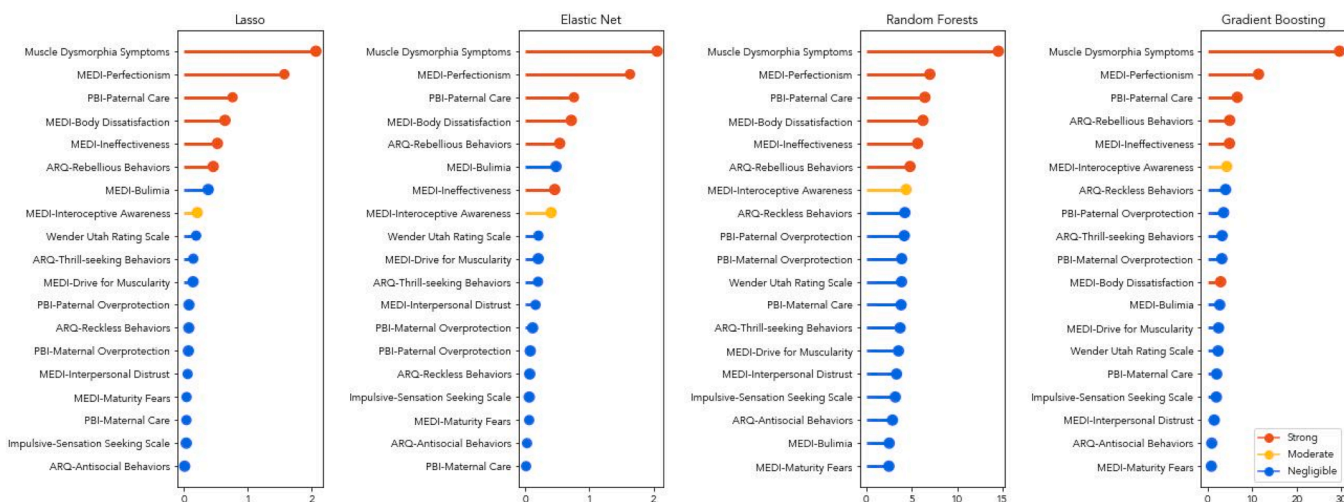 Lasso
Muscle Dysmorphia Symptoms
MEDI-Perfectionism
PBI-Paternal Care
MEDI-Body Dissatisfaction
MEDI-Ineffectiveness
ARQ-Rebellious Behaviors
MEDI-Bulimia
MEDI-Interoceptive Awareness
Wender Utah Rating Scale
ARQ-Thrill-seeking Behaviors
MEDI-Drive for Muscularity
PBI-Paternal Overprotection
ARQ-Reckless Behaviors
PBI-Maternal Overprotection
MEDI-Interpersonal Distrust
MEDI-Maturity Fears
PBI-Maternal Care
Impulsive-Sensation Seeking Scale
ARQ-Antisocial Behaviors
0 1 2
Elastic Net
Muscle Dysmorphia Symptoms
MEDI-Perfectionism
PBI-Paternal Care
MEDI-Body Dissatisfaction
ARQ-Rebellious Behaviors
MEDI-Bulimia
MEDI-Ineffectiveness
MEDI-Interoceptive Awareness
Wender Utah Rating Scale
MEDI-Drive for Muscularity
ARQ-Thrill-seeking Behaviors
MEDI-Interpersonal Distrust
PBI-Maternal Overprotection
PBI-Paternal Overprotection
ARQ-Reckless Behaviors
Impulsive-Sensation Seeking Scale
MEDI-Maturity Fears
ARQ-Antisocial Behaviors
PBI-Maternal Care
0 1 2
Random Forests
Muscle Dysmorphia Symptoms
MEDI-Perfectionism
PBI-Paternal Care
MEDI-Body Dissatisfaction
MEDI-Ineffectiveness
ARQ-Rebellious Behaviors
MEDI-Interoceptive Awareness
ARQ-Reckless Behaviors
PBI-Paternal Overprotection
PBI-Maternal Overprotection
Wender Utah Rating Scale
PBI-Maternal Care
ARQ-Thrill-seeking Behaviors
MEDI-Drive for Muscularity
MEDI-Interpersonal Distrust
Impulsive-Sensation Seeking Scale
ARQ-Antisocial Behaviors
MEDI-Bulimia
MEDI-Maturity Fears
0 5 10 15
Gradient Boosting
Muscle Dysmorphia Symptoms
MEDI-Perfectionism
PBI-Paternal Care
ARQ-Rebellious Behaviors
MEDI-Ineffectiveness
MEDI-Interoceptive Awareness
ARQ-Reckless Behaviors
PBI-Paternal Overprotection
ARQ-Thrill-seeking Behaviors
PBI-Maternal Overprotection
MEDI-Body Dissatisfaction
MEDI-Bulimia
MEDI-Drive for Muscularity
Wender Utah Rating Scale
PBI-Maternal Care
Impulsive-Sensation Seeking Scale
MEDI-Interpersonal Distrust
ARQ-Antisocial Behaviors
MEDI-Maturity Fears
0 10 20 30
Strong
Moderate
Negligible